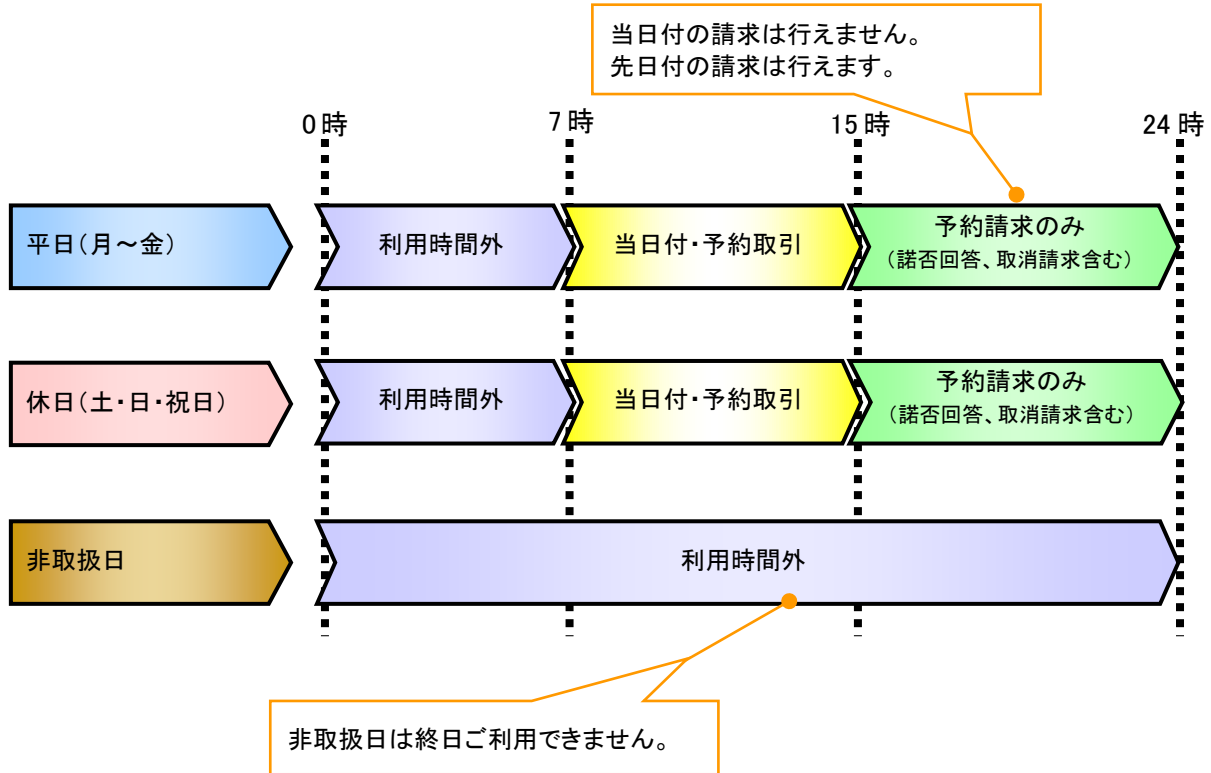 当日付の請求は行えません。
先日付の請求は行えます。
0時 7時 15時 24時
平日(月~金) 利用時間外 当日付・予約取引 予約請求のみ
(諾否回答、取消請求含む)
休日(土・日・祝日) 利用時間外 当日付・予約取引 予約請求のみ
(諾否回答、取消請求含む)
非取扱日 利用時間外
非取扱日は終日ご利用できません。